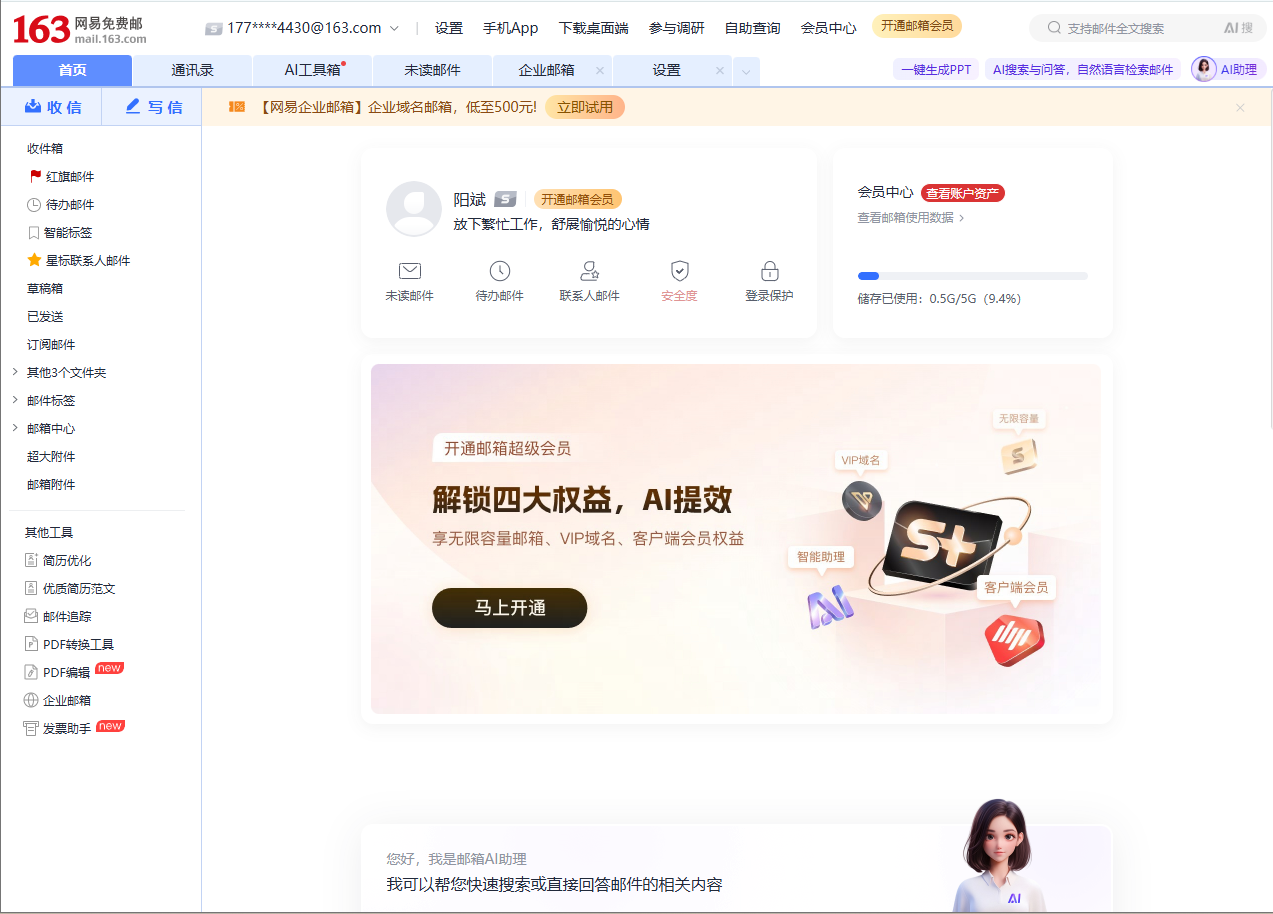 163 网易免费邮
mail.163.com
177****4430@163.com 设置 手机App 下载桌面端 参与调研 自助查询 会员中心 开通邮箱会员 支持邮件全文搜索 AI搜
首页 通讯录 AI工具箱 未读邮件 企业邮箱 设置 一键生成PPT AI搜索与问答，自然语言检索邮件 AI助理
收信 写信
【网易企业邮箱】企业域名邮箱，低至500元! 立即试用
收件箱
红旗邮件
待办邮件
智能标签
星标联系人邮件
草稿箱
已发送
订阅邮件
其他3个文件夹
邮件标签
邮箱中心
超大附件
邮箱附件
其他工具
简历优化
优质简历范文
邮件追踪
PDF转换工具
PDF编辑 new
企业邮箱
发票助手 new
阳斌 S 开通邮箱会员
放下繁忙工作，舒展愉悦的心情
未读邮件 待办邮件 联系人邮件 安全度 登录保护
会员中心 查看账户资产
查看邮箱使用数据
储存已使用：0.5G/5G（9.4%）
开通邮箱超级会员
解锁四大权益，AI提效
享无限容量邮箱、VIP域名、客户端会员权益
马上开通
无限容量
S
VIP域名
V
S+
智能助理
AI
客户端会员
您好，我是邮箱AI助理
我可以帮您快速搜索或直接回答邮件的相关内容
AI